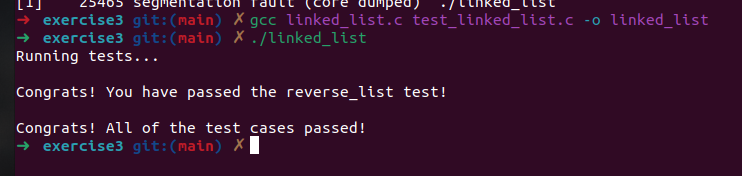 [1]    25465 segmentation fault (core dumped)  ./linked_list
➜  exercise3 git:(main) ✗ gcc linked_list.c test_linked_list.c -o linked_list
➜  exercise3 git:(main) ✗ ./linked_list
Running tests...
Congrats! You have passed the reverse_list test!
Congrats! All of the test cases passed!
➜  exercise3 git:(main) ✗